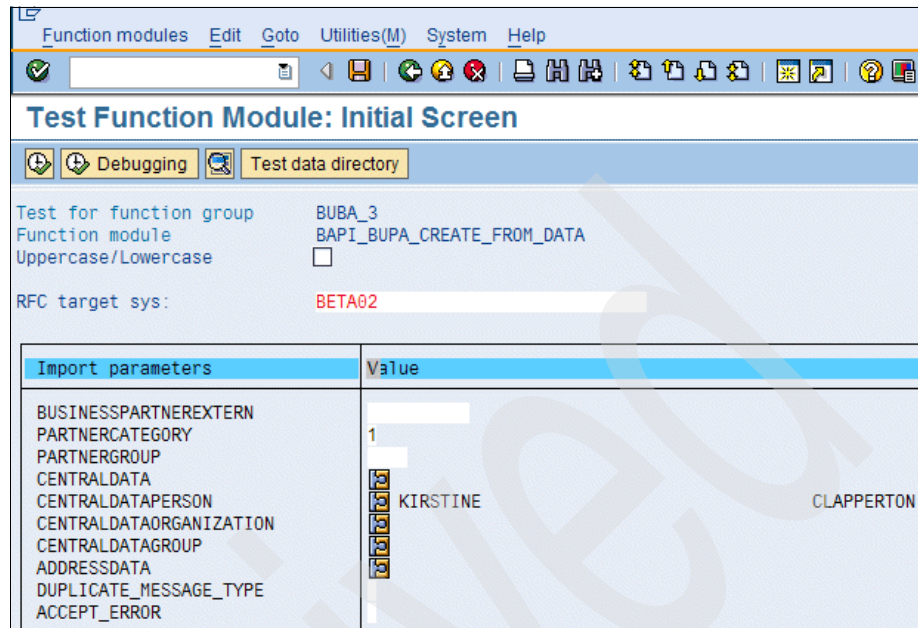 Function modules Edit Goto Utilities(M) System Help
Test Function Module: Initial Screen
Debugging Test data directory
Test for function group BUBA_3
Function module BAPI_BUPA_CREATE_FROM_DATA
Uppercase/Lowercase
RFC target sys: BETA02
Import parameters Value
BUSINESSPARTNEREXTERN
PARTNERCATEGORY 1
PARTNERGROUP
CENTRALDATA
CENTRALDATAPERSON KIRSTINE CLAPPERTON
CENTRALDATAORGANIZATION
CENTRALDATAGROUP
ADDRESSDATA
DUPLICATE_MESSAGE_TYPE
ACCEPT_ERROR